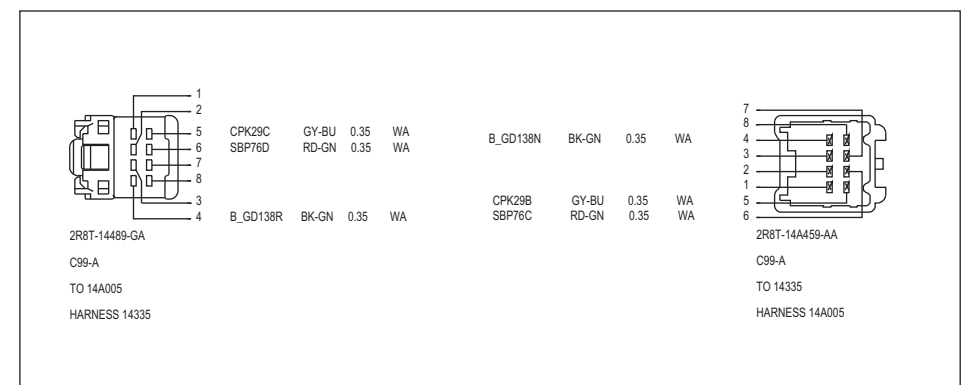 1
2
5 CPK29C GY-BU 0.35 WA
6 SBP76D RD-GN 0.35 WA
7
8
3
4 B_GD138R BK-GN 0.35 WA
2R8T-14489-GA
C99-A
TO 14A005
HARNESS 14335
7
8
B_GD138N BK-GN 0.35 WA 4
3
2
1
CPK29B GY-BU 0.35 WA 5
SBP76C RD-GN 0.35 WA 6
2R8T-14A459-AA
C99-A
TO 14335
HARNESS 14A005